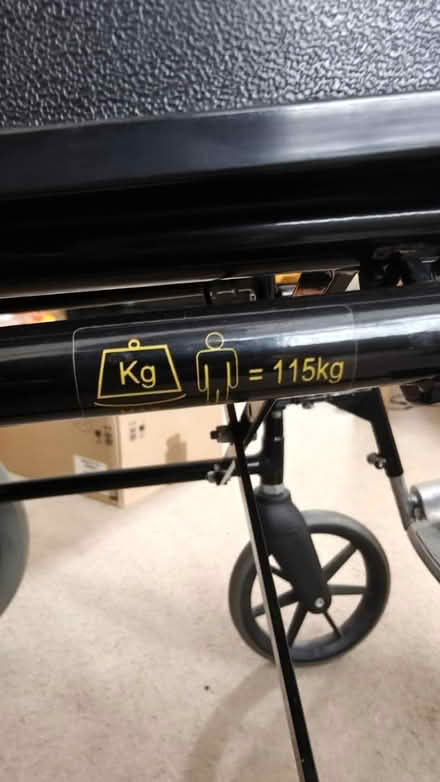 Kg = 115kg